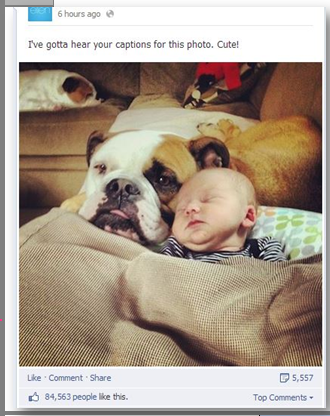 6 hours ago
I've gotta hear your captions for this photo. Cute!
Like · Comment · Share 5,557
84,563 people like this. Top Comments